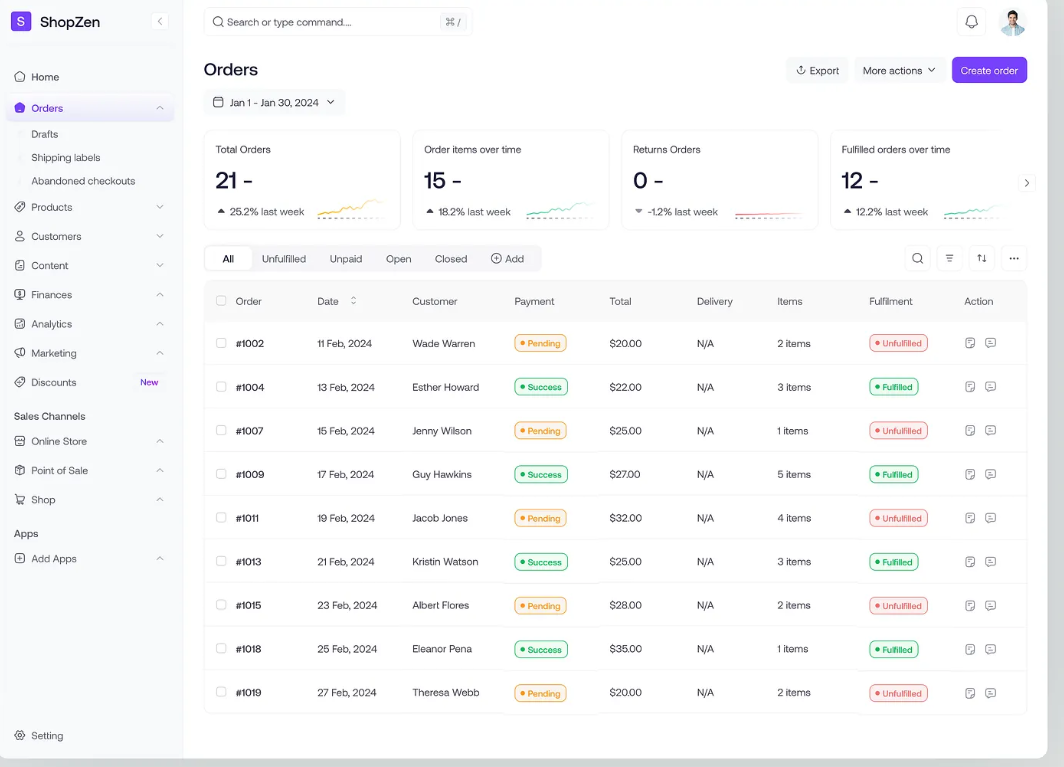 S ShopZen
Search or type command.... ⌘ /
Home
Orders
Drafts
Shipping labels
Abandoned checkouts
Products
Customers
Content
Finances
Analytics
Marketing
Discounts New
Sales Channels
Online Store
Point of Sale
Shop
Apps
Add Apps
Setting
Orders
Export More actions Create order
Jan 1 - Jan 30, 2024
Total Orders
21 -
25.2% last week
Order items over time
15 -
18.2% last week
Returns Orders
0 -
-1.2% last week
Fulfilled orders over time
12 -
12.2% last week
All Unfulfilled Unpaid Open Closed Add
Order Date Customer Payment Total Delivery Items Fulfilment Action
#1002 11 Feb, 2024 Wade Warren Pending $20.00 N/A 2 items Unfulfilled
#1004 13 Feb, 2024 Esther Howard Success $22.00 N/A 3 items Fulfilled
#1007 15 Feb, 2024 Jenny Wilson Pending $25.00 N/A 1 items Unfulfilled
#1009 17 Feb, 2024 Guy Hawkins Success $27.00 N/A 5 items Fulfilled
#1011 19 Feb, 2024 Jacob Jones Pending $32.00 N/A 4 items Unfulfilled
#1013 21 Feb, 2024 Kristin Watson Success $25.00 N/A 3 items Fulfilled
#1015 23 Feb, 2024 Albert Flores Pending $28.00 N/A 2 items Unfulfilled
#1018 25 Feb, 2024 Eleanor Pena Success $35.00 N/A 1 items Fulfilled
#1019 27 Feb, 2024 Theresa Webb Pending $20.00 N/A 2 items Unfulfilled